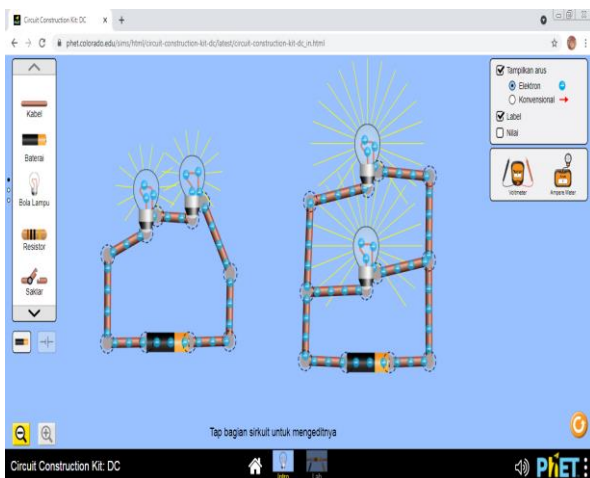 Circuit Construction Kit: DC
phet.colorado.edu/sims/html/circuit-construction-kit-dc/latest/circuit-construction-kit-dc_in.html
Kabel
Baterai
Bola Lampu
Resistor
Saklar
Tampilkan arus
Elektron
Konvensional
Label
Nilai
Voltmeter
Ampere Meter
Tap bagian sirkuit untuk mengeditnya
Circuit Construction Kit: DC
Intro
Lab
PhET